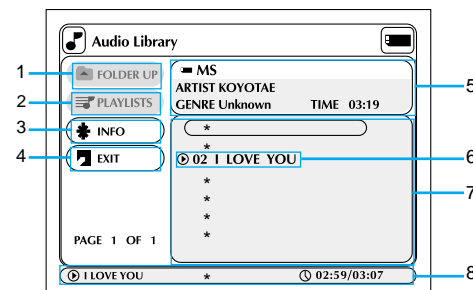 Audio Library
1 FOLDER UP
2 PLAYLISTS
3 INFO
4 EXIT
PAGE 1 OF 1
MS
ARTIST KOYOTAE
GENRE Unknown TIME 03:19
5
*
*
02 I LOVE YOU 6
*
*
*
*
7
I LOVE YOU * 02:59/03:07 8